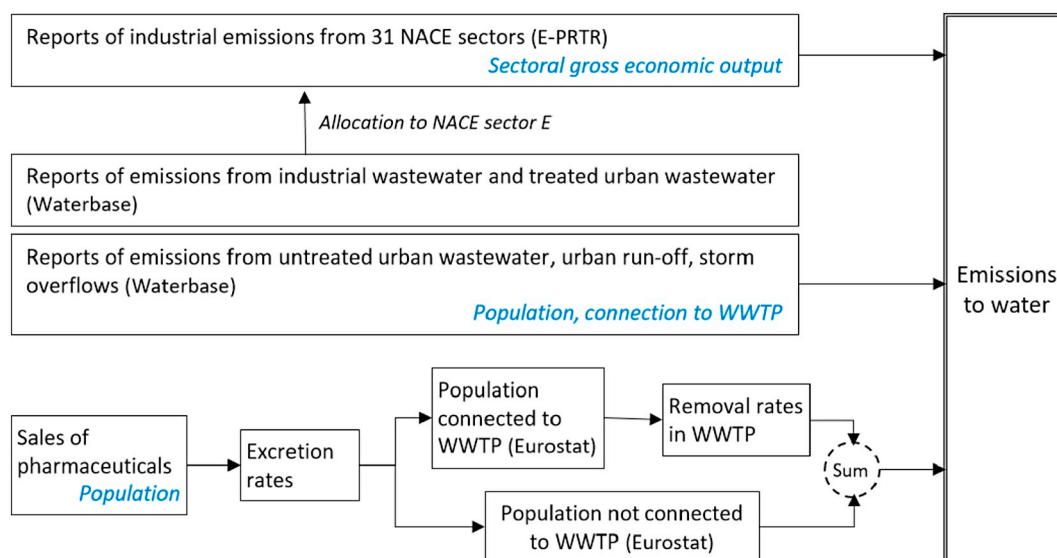 Reports of industrial emissions from 31 NACE sectors (E-PRTR)
Sectoral gross economic output
Allocation to NACE sector E
Reports of emissions from industrial wastewater and treated urban wastewater
(Waterbase)
Reports of emissions from untreated urban wastewater, urban run-off, storm
overflows (Waterbase)
Population, connection to WWTP
Emissions
to water
Sales of
pharmaceuticals
Population
Excretion
rates
Population
connected to
WWTP (Eurostat)
Removal rates
in WWTP
Sum
Population not connected
to WWTP (Eurostat)